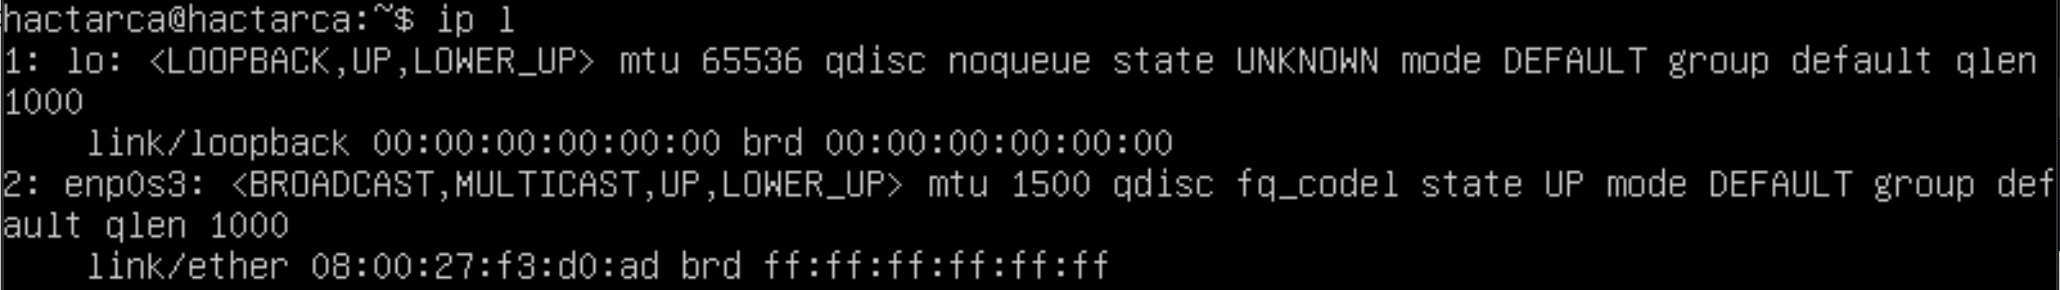 hactarca@hactarca:~$ ip l
1: lo: <LOOPBACK,UP,LOWER_UP> mtu 65536 qdisc noqueue state UNKNOWN mode DEFAULT group default qlen
1000
    link/loopback 00:00:00:00:00:00 brd 00:00:00:00:00:00
2: enp0s3: <BROADCAST,MULTICAST,UP,LOWER_UP> mtu 1500 qdisc fq_codel state UP mode DEFAULT group def
ault qlen 1000
    link/ether 08:00:27:f3:d0:ad brd ff:ff:ff:ff:ff:ff